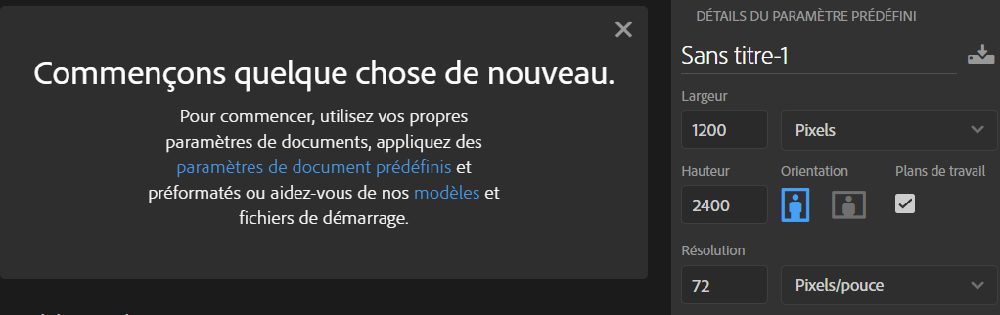 Commençons quelque chose de nouveau.
Pour commencer, utilisez vos propres
paramètres de documents, appliquez des
paramètres de document prédéfinis et
préformatés ou aidez-vous de nos modèles et
fichiers de démarrage.
DÉTAILS DU PARAMÈTRE PRÉDÉFINI
Sans titre-1
Largeur
1200 Pixels
Hauteur Orientation Plans de travail
2400
Résolution
72 Pixels/pouce